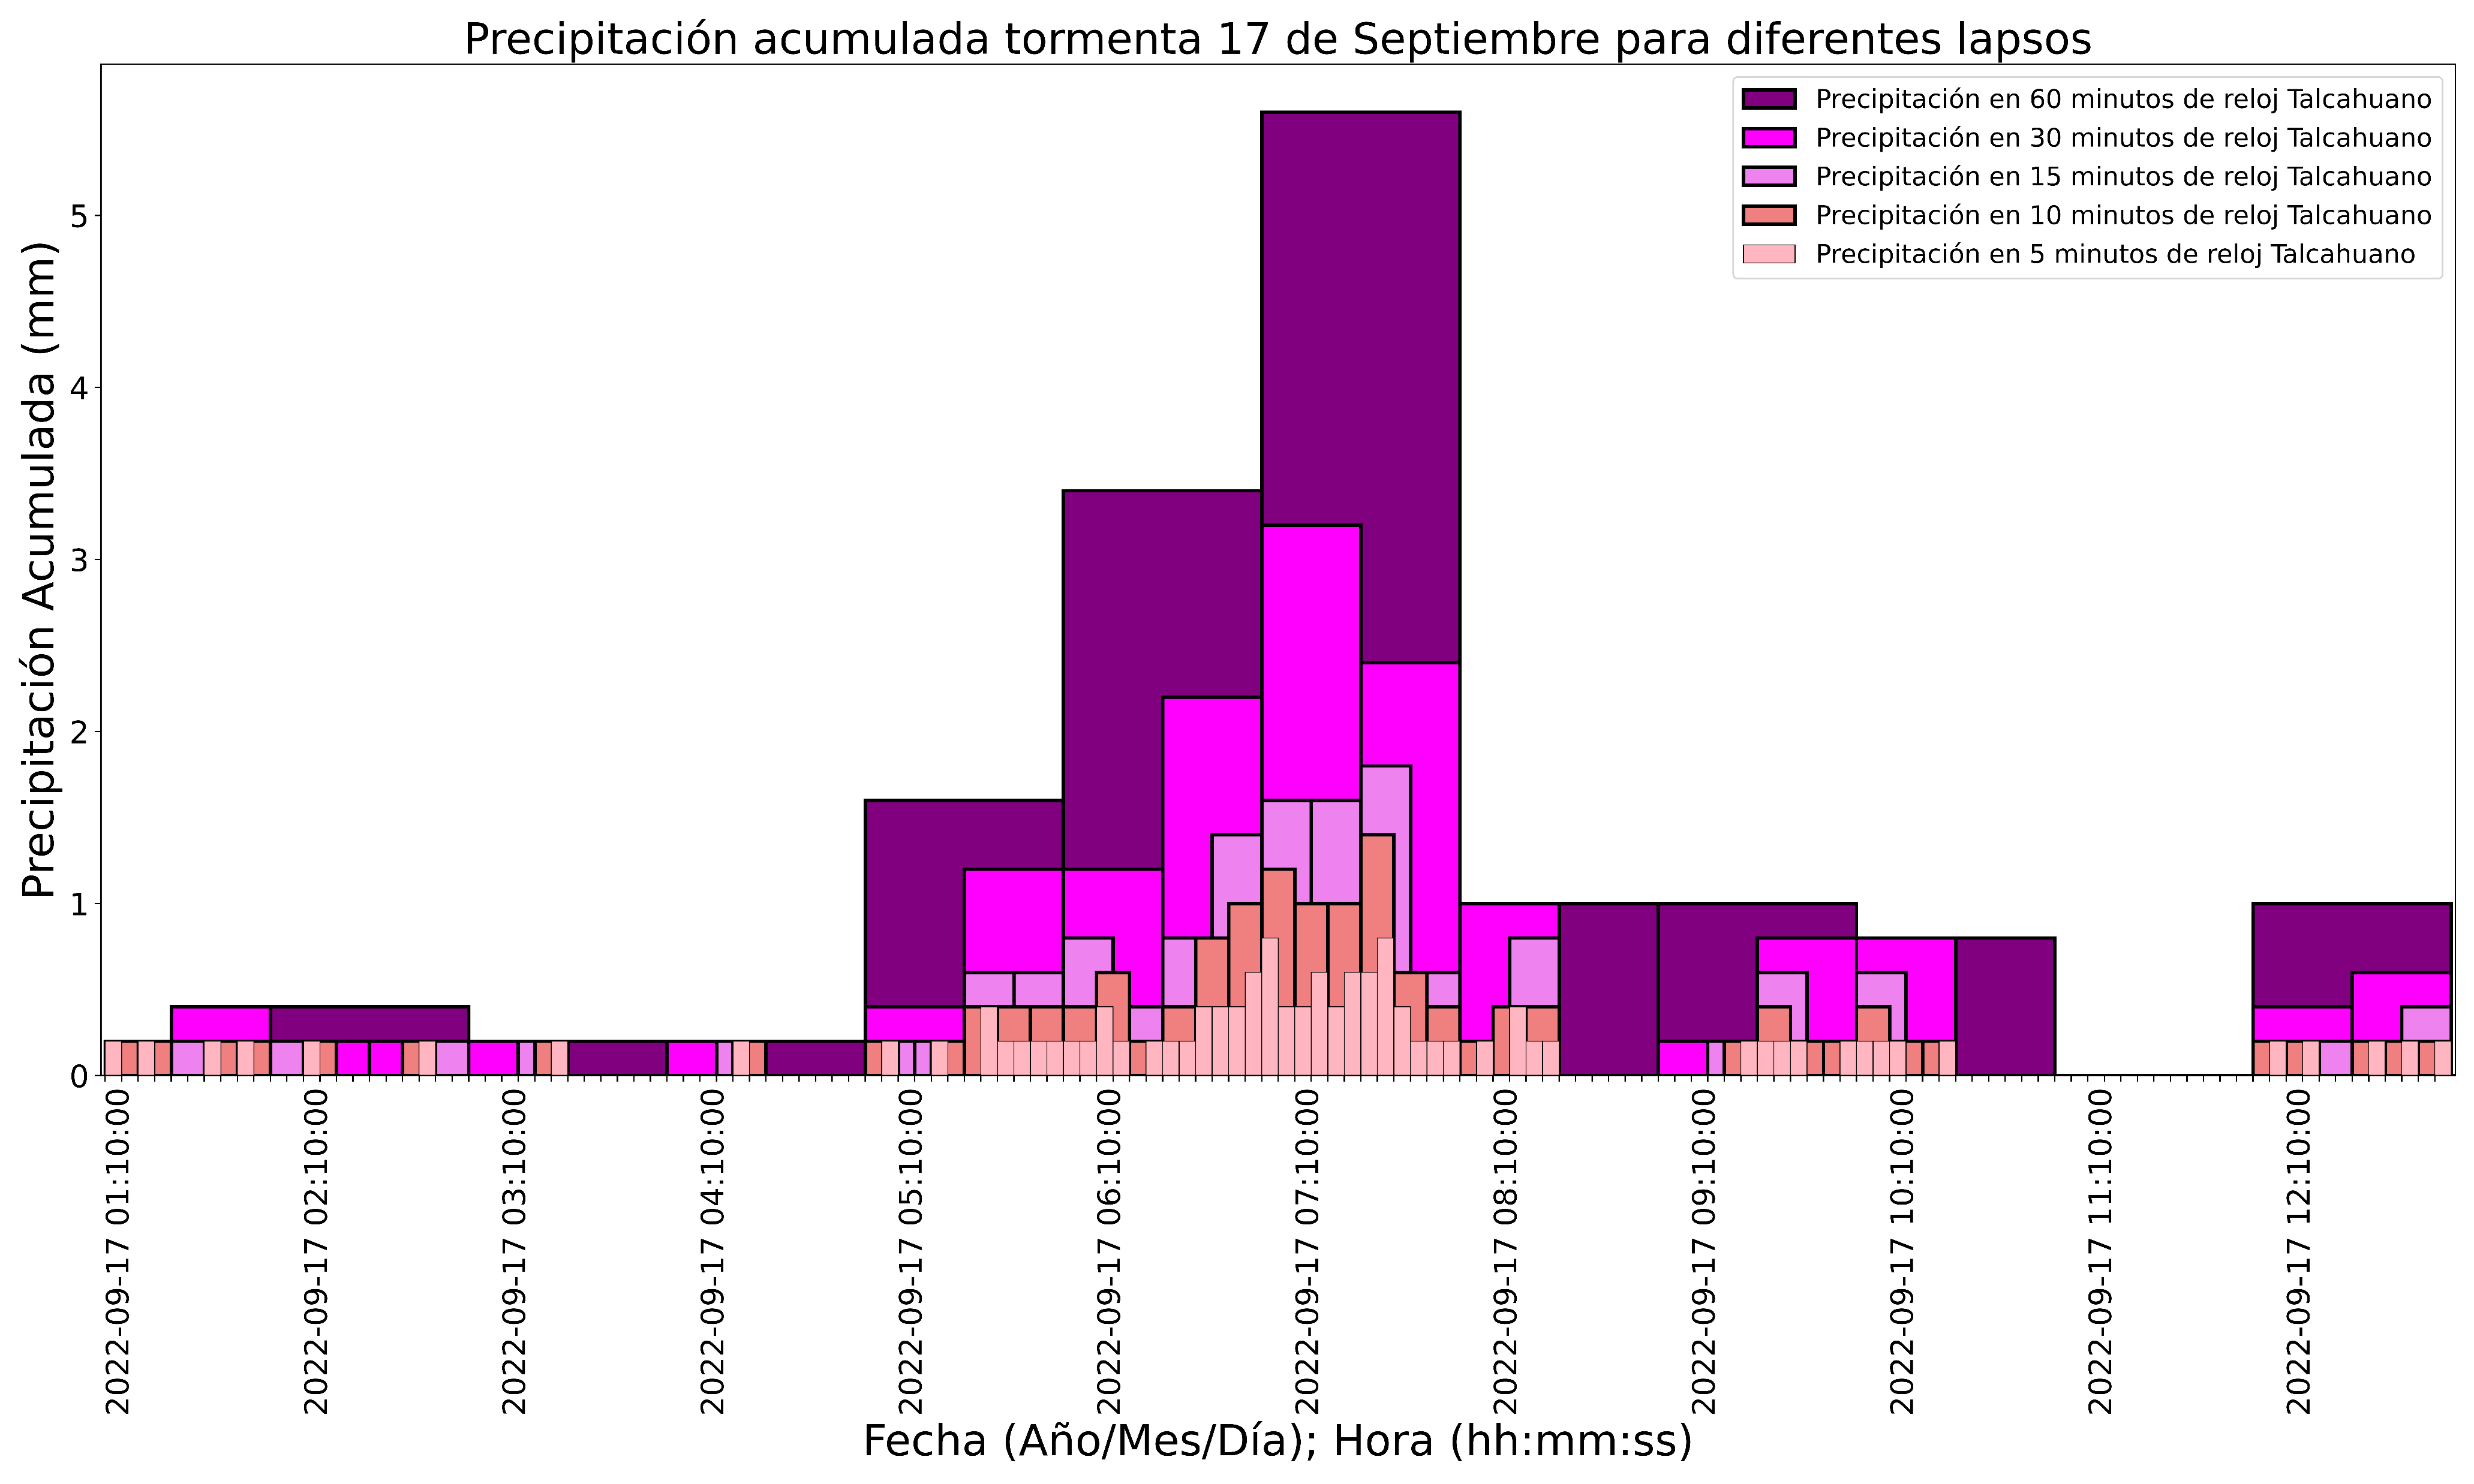 Precipitación acumulada tormenta 17 de Septiembre para diferentes lapsos
Precipitación en 60 minutos de reloj Talcahuano
Precipitación en 30 minutos de reloj Talcahuano
Precipitación en 15 minutos de reloj Talcahuano
Precipitación en 10 minutos de reloj Talcahuano
Precipitación en 5 minutos de reloj Talcahuano
Precipitación Acumulada (mm)
5
4
3
2
1
0
2022-09-17 01:10:00
2022-09-17 02:10:00
2022-09-17 03:10:00
2022-09-17 04:10:00
2022-09-17 05:10:00
2022-09-17 06:10:00
2022-09-17 07:10:00
2022-09-17 08:10:00
2022-09-17 09:10:00
2022-09-17 10:10:00
2022-09-17 11:10:00
2022-09-17 12:10:00
Fecha (Año/Mes/Día); Hora (hh:mm:ss)